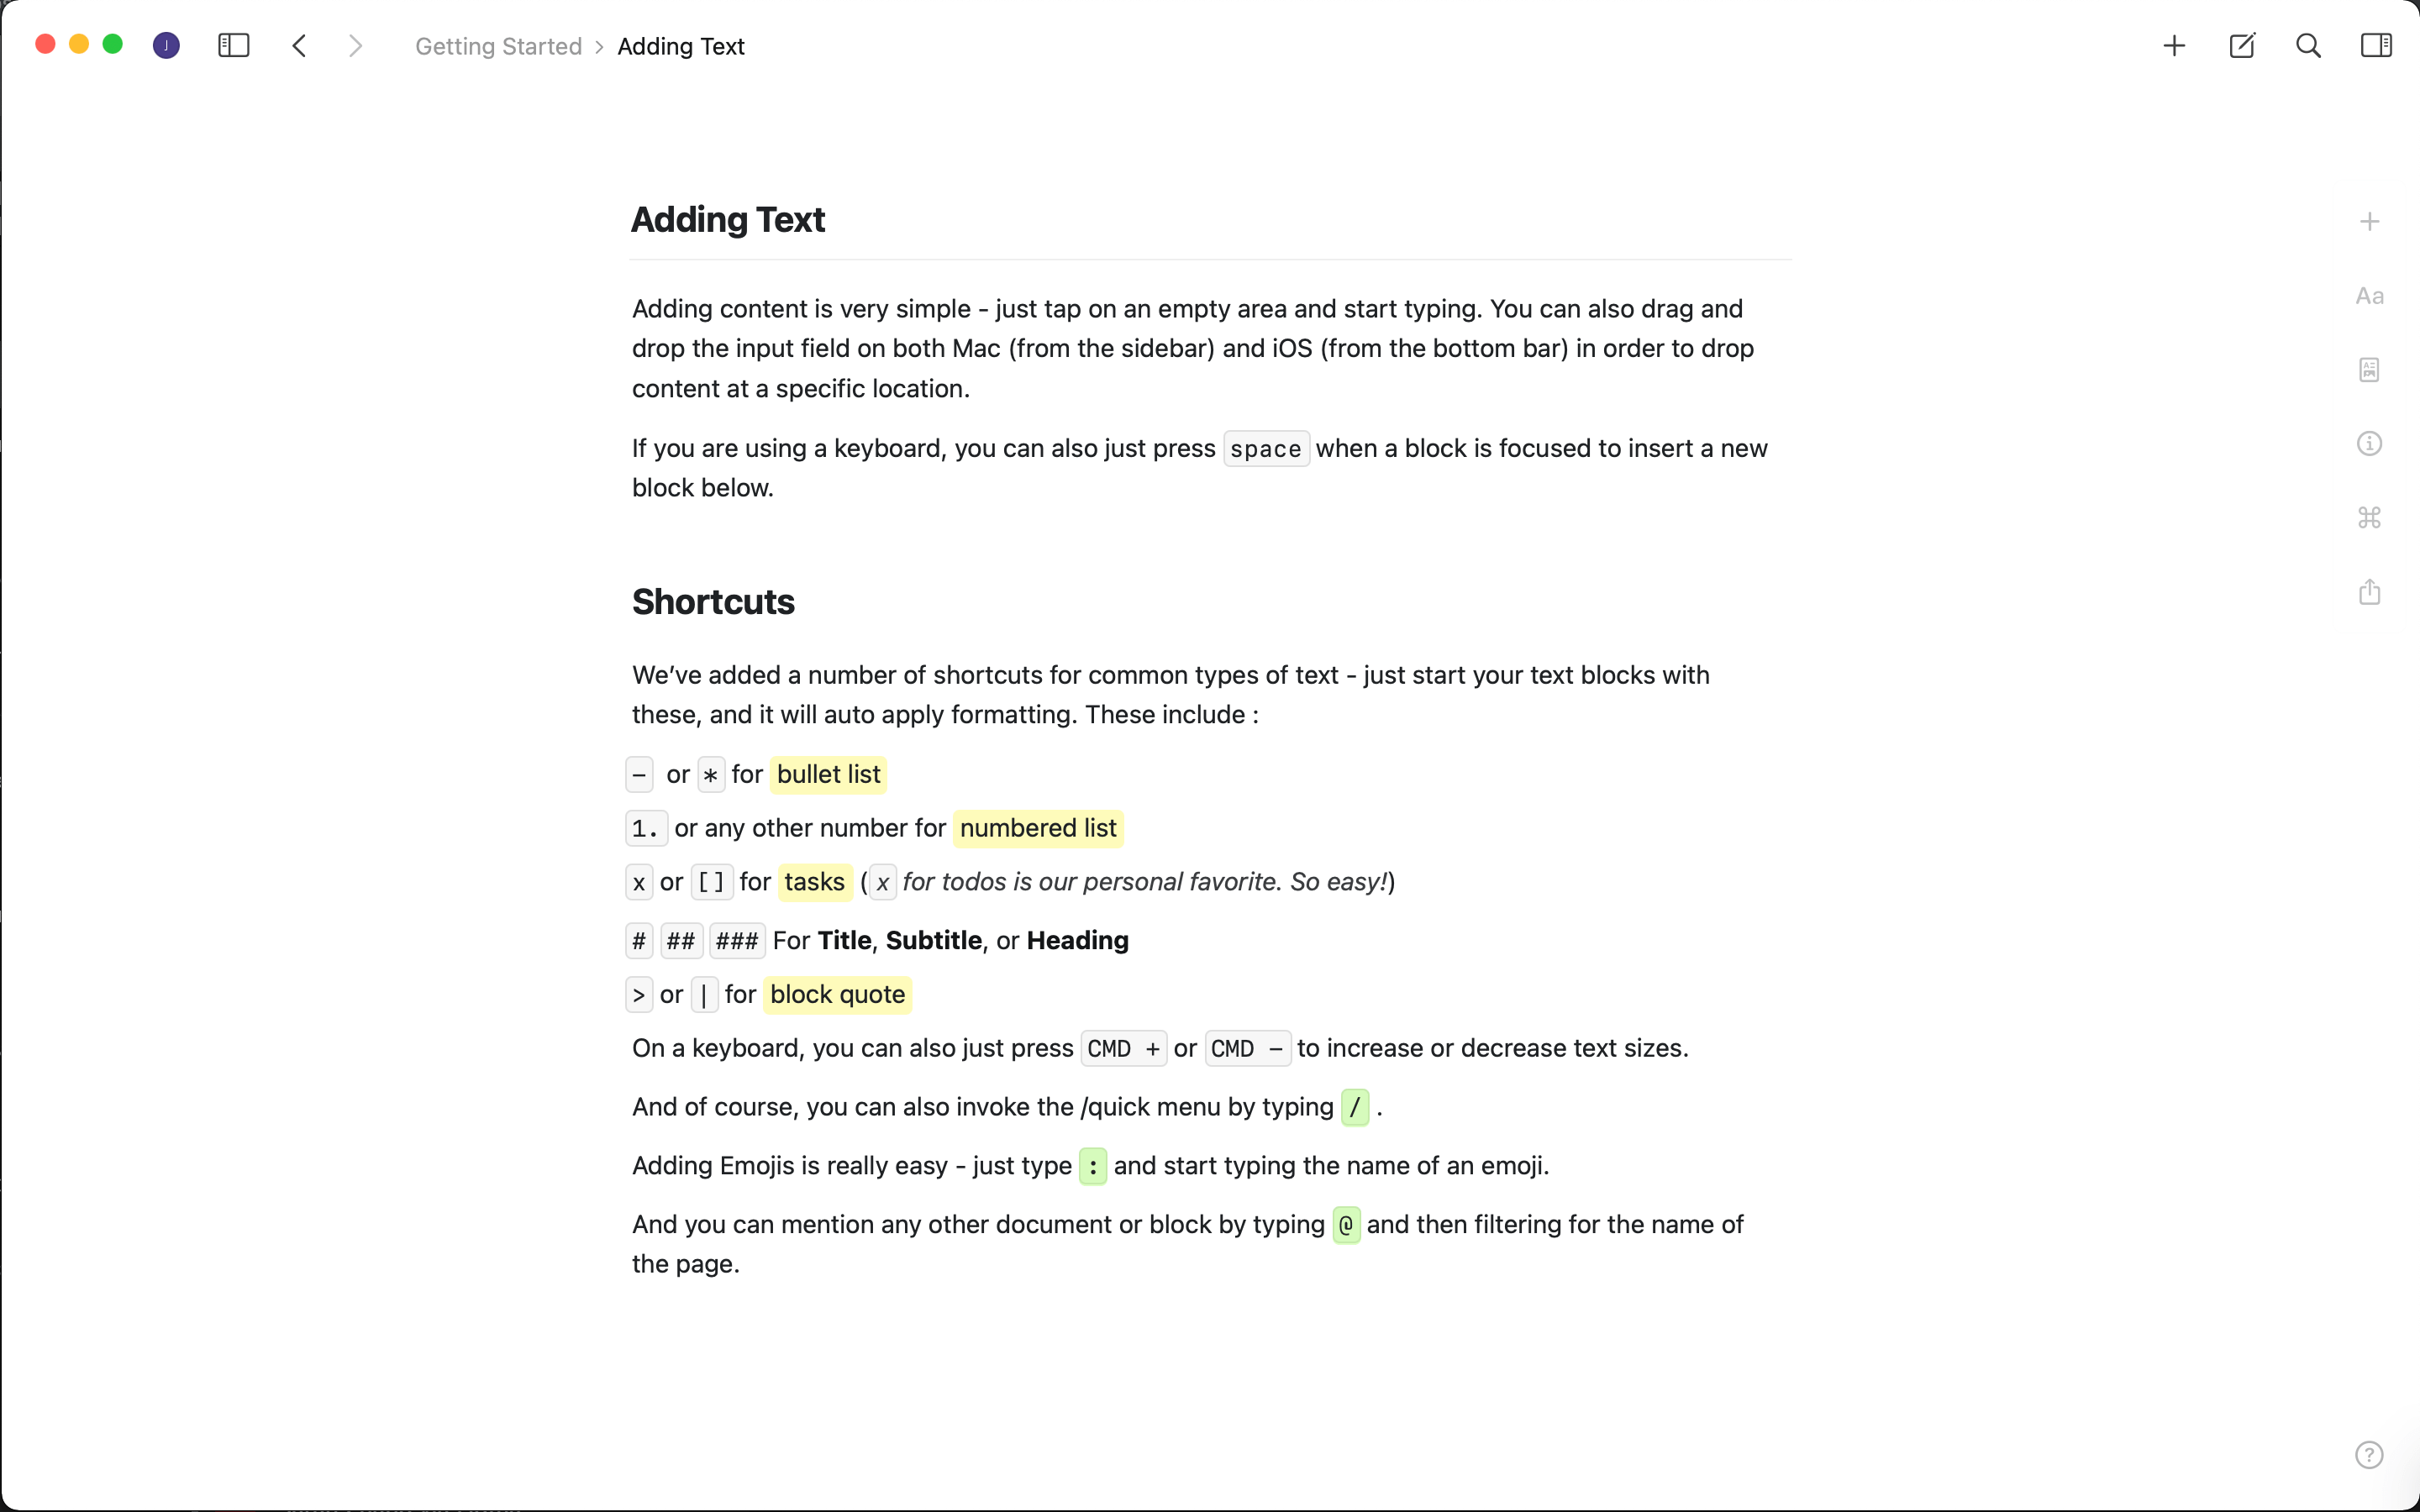 J
Getting Started > Adding Text
Adding Text
Aa
Adding content is very simple - just tap on an empty area and start typing. You can also drag and
drop the input field on both Mac (from the sidebar) and iOS (from the bottom bar) in order to drop
content at a specific location.
If you are using a keyboard, you can also just press space when a block is focused to insert a new
block below.
Shortcuts
We’ve added a number of shortcuts for common types of text - just start your text blocks with
these, and it will auto apply formatting. These include :
– or * for bullet list
1. or any other number for numbered list
x or [] for tasks (x for todos is our personal favorite. So easy!)
# ## ### For Title, Subtitle, or Heading
> or | for block quote
On a keyboard, you can also just press CMD + or CMD – to increase or decrease text sizes.
And of course, you can also invoke the /quick menu by typing / .
Adding Emojis is really easy - just type : and start typing the name of an emoji.
And you can mention any other document or block by typing @ and then filtering for the name of
the page.